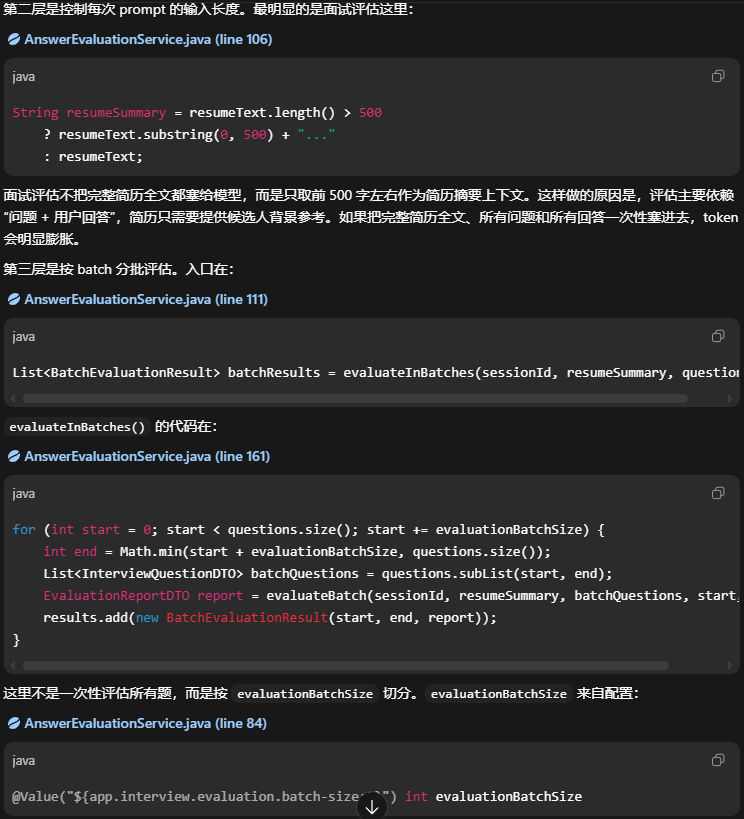 第二层是控制每次 prompt 的输入长度。最明显的是面试评估这里：
AnswerEvaluationService.java (line 106)
java
String resumeSummary = resumeText.length() > 500
    ? resumeText.substring(0, 500) + "..."
    : resumeText;
面试评估不把完整简历全文都塞给模型，而是只取前 500 字左右作为简历摘要上下文。这样做的原因是，评估主要依赖
“问题 + 用户回答”，简历只需要提供候选人背景参考。如果把完整简历全文、所有问题和所有回答一次性塞进去，token
会明显膨胀。
第三层是按 batch 分批评估。入口在：
AnswerEvaluationService.java (line 111)
java
List<BatchEvaluationResult> batchResults = evaluateInBatches(sessionId, resumeSummary, question
evaluateInBatches() 的代码在：
AnswerEvaluationService.java (line 161)
java
for (int start = 0; start < questions.size(); start += evaluationBatchSize) {
    int end = Math.min(start + evaluationBatchSize, questions.size());
    List<InterviewQuestionDTO> batchQuestions = questions.subList(start, end);
    EvaluationReportDTO report = evaluateBatch(sessionId, resumeSummary, batchQuestions, start,
    results.add(new BatchEvaluationResult(start, end, report));
}
这里不是一次性评估所有题，而是按 evaluationBatchSize 切分。evaluationBatchSize 来自配置：
AnswerEvaluationService.java (line 84)
java
@Value("${app.interview.evaluation.batch-size }") int evaluationBatchSize